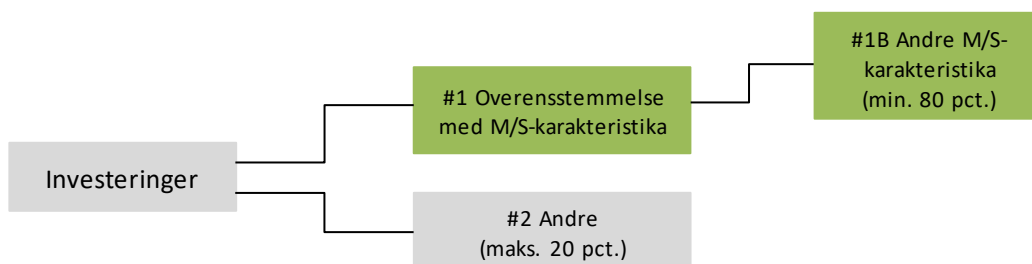 #1B Andre M/S-
karakteristika
(min. 80 pct.)
#1 Overensstemmelse
med M/S-karakteristika
Investeringer
#2 Andre
(maks. 20 pct.)